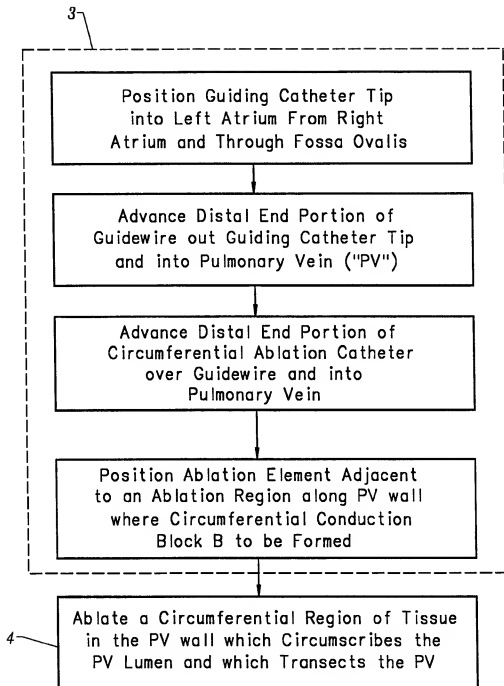 3
Position Guiding Catheter Tip
into Left Atrium From Right
Atrium and Through Fossa Ovalis
Advance Distal End Portion of
Guidewire out Guiding Catheter Tip
and into Pulmonary Vein ("PV")
Advance Distal End Portion of
Circumferential Ablation Catheter
over Guidewire and into
Pulmonary Vein
Position Ablation Element Adjacent
to an Ablation Region along PV wall
where Circumferential Conduction
Block B to be Formed
4
Ablate a Circumferential Region of Tissue
in the PV wall which Circumscribes the
PV Lumen and which Transects the PV